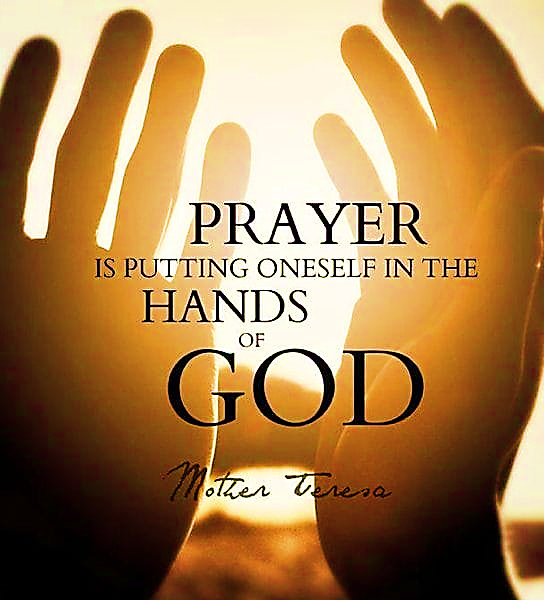 PRAYER
IS PUTTING ONESELF IN THE
HANDS
OF
GOD
Mother Teresa